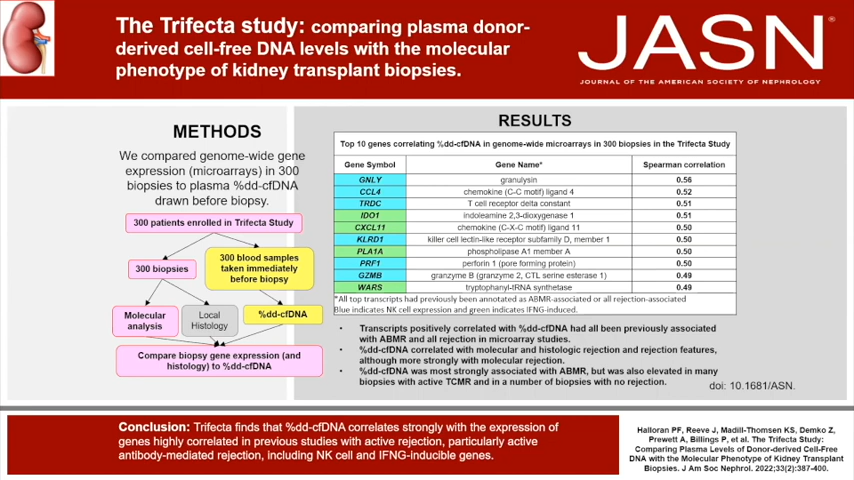 The Trifecta study: comparing plasma donor-
derived cell-free DNA levels with the molecular
phenotype of kidney transplant biopsies.
JASN®
JOURNAL OF THE AMERICAN SOCIETY OF NEPHROLOGY
METHODS
We compared genome-wide gene
expression (microarrays) in 300
biopsies to plasma %dd-cfDNA
drawn before biopsy.
300 patients enrolled in Trifecta Study
300 biopsies
300 blood samples
taken immediately
before biopsy
Molecular
analysis
Local
Histology
%dd-cfDNA
Compare biopsy gene expression (and
histology) to %dd-cfDNA
RESULTS
Top 10 genes correlating %dd-cfDNA in genome-wide microarrays in 300 biopsies in the Trifecta Study
Gene Symbol Gene Name* Spearman correlation
GNLY granulysin 0.56
CCL4 chemokine (C-C motif) ligand 4 0.52
TRDC T cell receptor delta constant 0.51
IDO1 indoleamine 2,3-dioxygenase 1 0.51
CXCL11 chemokine (C-X-C motif) ligand 11 0.50
KLRD1 killer cell lectin-like receptor subfamily D, member 1 0.50
PLA1A phospholipase A1 member A 0.50
PRF1 perforin 1 (pore forming protein) 0.50
GZMB granzyme B (granzyme 2, CTL serine esterase 1) 0.49
WARS tryptophanyl-tRNA synthetase 0.49
*All top transcripts had previously been annotated as ABMR-associated or all rejection-associated
Blue indicates NK cell expression and green indicates IFNG-induced.
• Transcripts positively correlated with %dd-cfDNA had all been previously associated
with ABMR and all rejection in microarray studies.
• %dd-cfDNA correlated with molecular and histologic rejection and rejection features,
although more strongly with molecular rejection.
• %dd-cfDNA was most strongly associated with ABMR, but was also elevated in many
biopsies with active TCMR and in a number of biopsies with no rejection.
doi: 10.1681/ASN.
Conclusion: Trifecta finds that %dd-cfDNA correlates strongly with the expression of
genes highly correlated in previous studies with active rejection, particularly active
antibody-mediated rejection, including NK cell and IFNG-inducible genes.
Halloran PF, Reeve J, Madill-Thomsen KS, Demko Z,
Prewett A, Billings P, et al. The Trifecta Study:
Comparing Plasma Levels of Donor-derived Cell-Free
DNA with the Molecular Phenotype of Kidney Transplant
Biopsies. J Am Soc Nephrol. 2022;33(2):387-400.